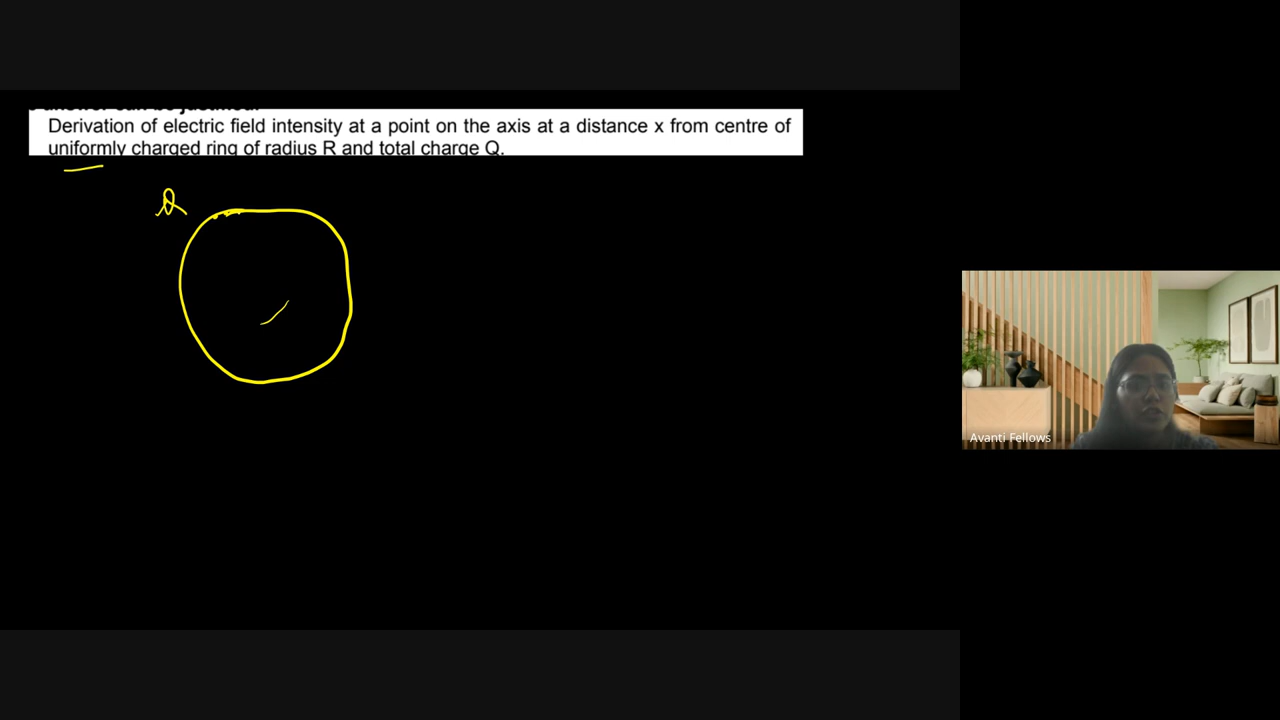 Derivation of electric field intensity at a point on the axis at a distance x from centre of
uniformly charged ring of radius R and total charge Q.
Avanti Fellows